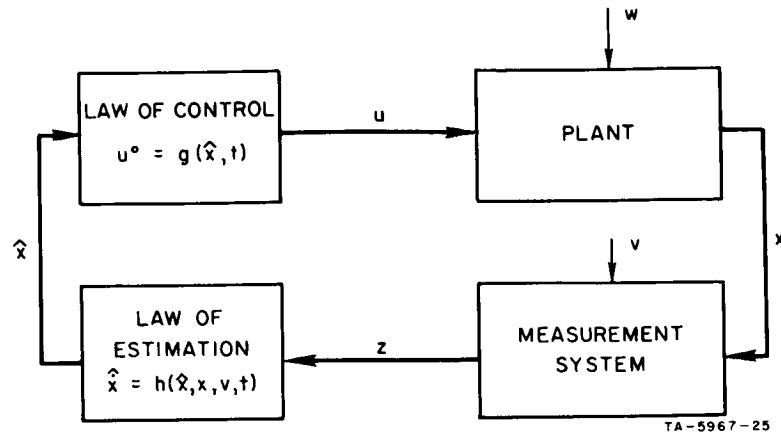 w
LAW OF CONTROL
u° = g(x̂,t)
u
PLANT
x̂
v
x
LAW OF
ESTIMATION
x̂̇ = h(x̂,x,v,t)
z
MEASUREMENT
SYSTEM
TA-5967-25